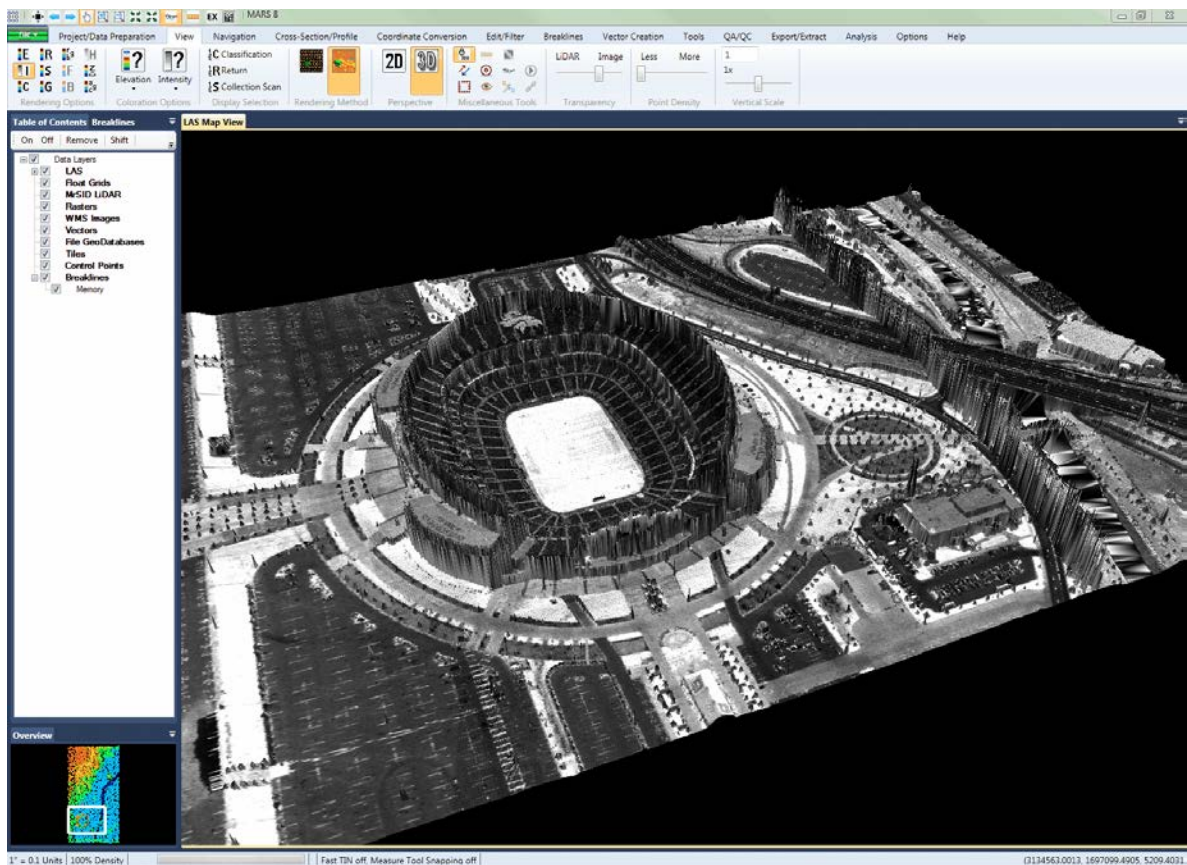 EX MARS 8
Project/Data Preparation View Navigation Cross-Section/Profile Coordinate Conversion Edit/Filter Breaklines Vector Creation Tools QA/QC Export/Extract Analysis Options Help
E R H
I S F
C G B
? ?
Elevation Intensity
C Classification
R Return
S Collection Scan
2D 3D
LiDAR Image Less More
1
1x
Rendering Options Coloration Options Display Selection Rendering Method Perspective Miscellaneous Tools Transparency Point Density Vertical Scale
Table of Contents Breaklines
LAS Map View
On Off Remove Shift
Data Layers
LAS
Float Grids
MrSID LiDAR
Rasters
WMS Images
Vectors
File GeoDatabases
Tiles
Control Points
Breaklines
Memory
Overview
1" = 0.1 Units 100% Density Fast TIN off, Measure Tool Snapping off (3134563.0013, 1697099.4905, 5209.4031